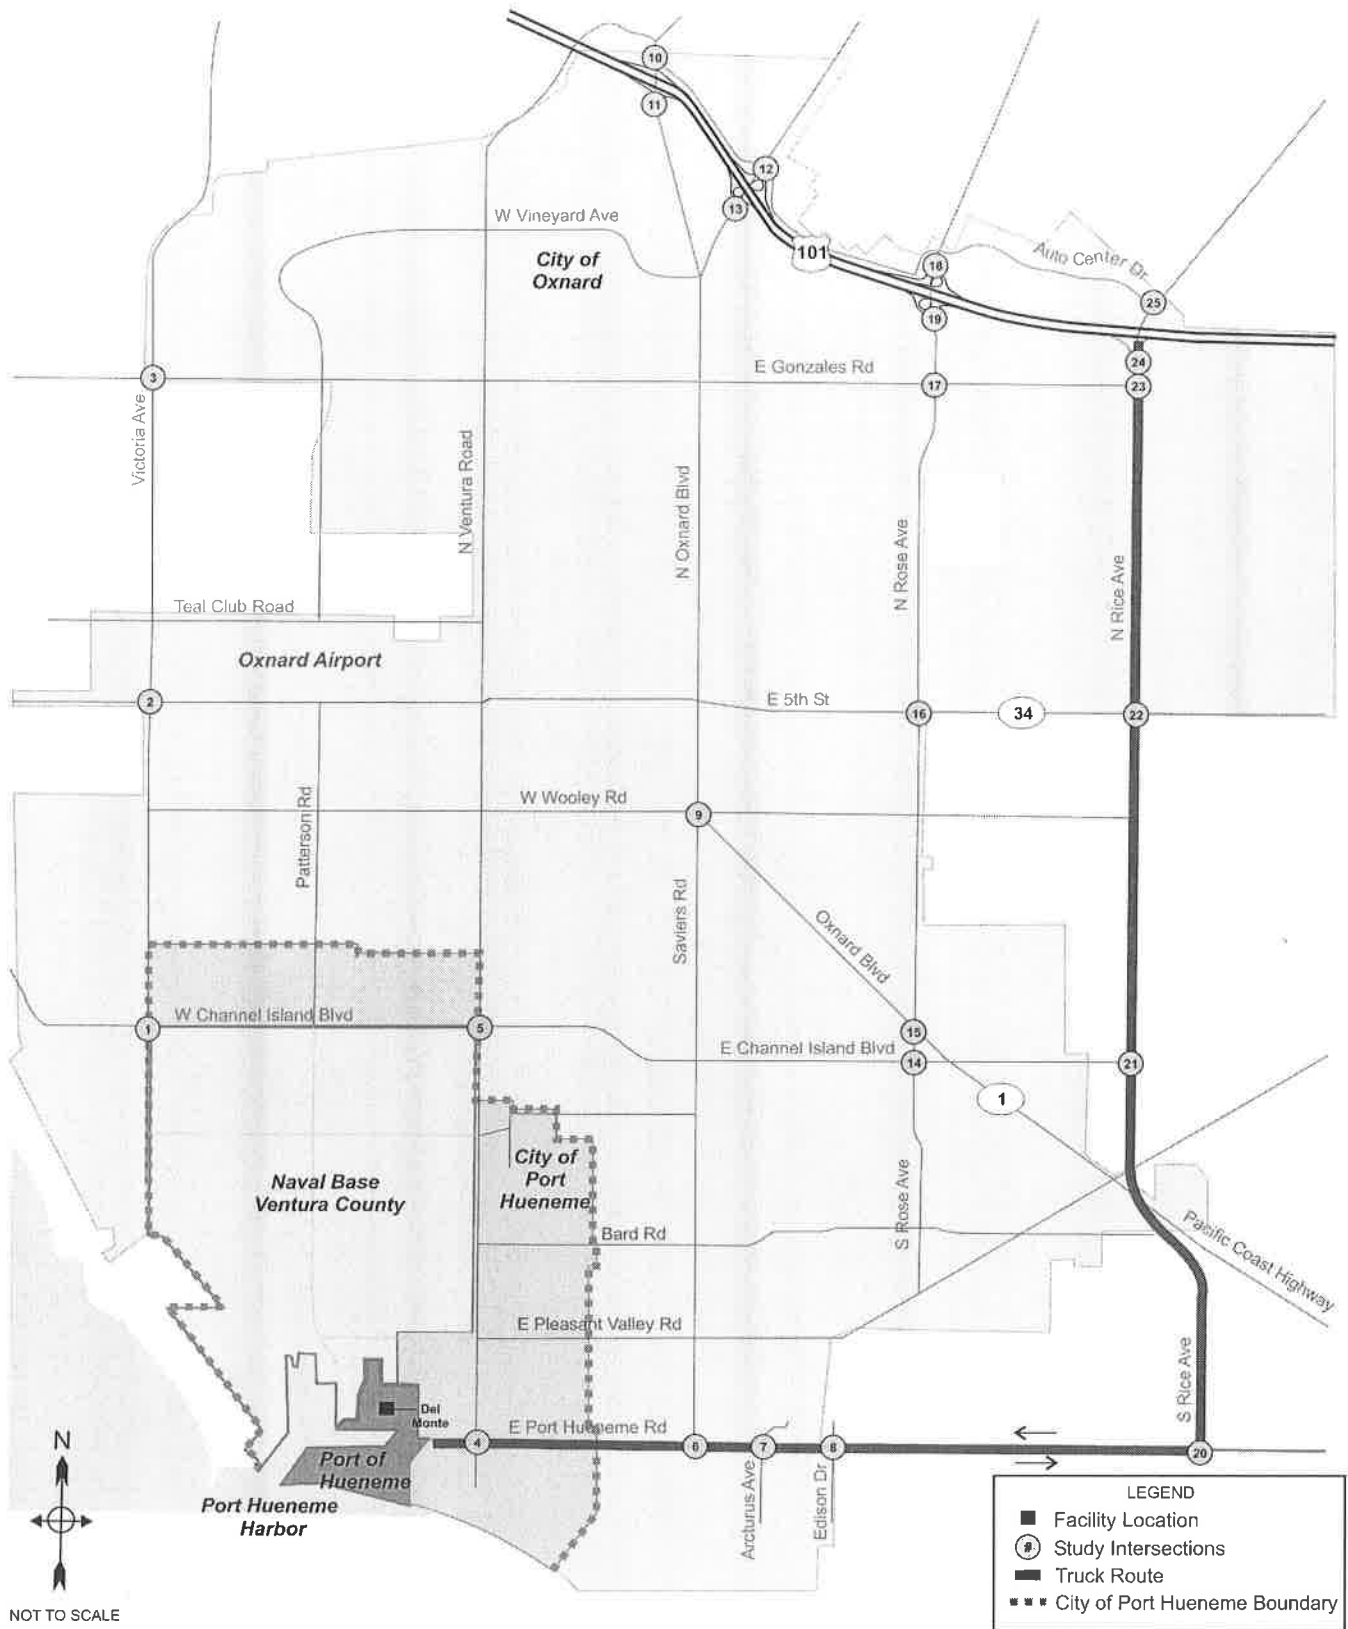 10
11
12
13
W Vineyard Ave
City of
Oxnard
101
18
Auto Center Dr
19
25
24
E Gonzales Rd
3
17
23
Victoria Ave
N Ventura Road
N Oxnard Blvd
N Rose Ave
N Rice Ave
Teal Club Road
Oxnard Airport
2
E 5th St
16
34
22
W Wooley Rd
9
Patterson Rd
Saviers Rd
Oxnard Blvd
W Channel Island Blvd
1
5
15
E Channel Island Blvd
14
21
1
City of
Port
Hueneme
Naval Base
Ventura County
S Rose Ave
Bard Rd
Pacific Coast Highway
E Pleasant Valley Rd
S Rice Ave
Del
Monte
E Port Hueneme Rd
4
6
7
8
20
N
Port of
Hueneme
Port Hueneme
Harbor
Arcturus Ave
Edison Dr
LEGEND
Facility Location
# Study Intersections
Truck Route
City of Port Hueneme Boundary
NOT TO SCALE